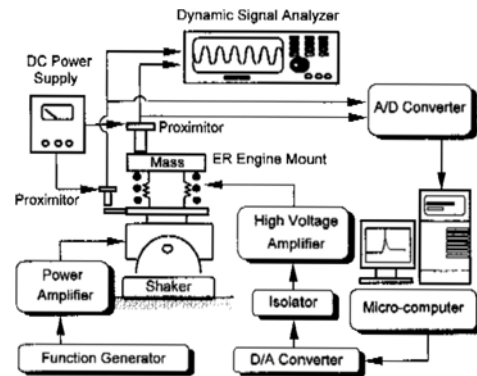 Dynamic Signal Analyzer
DC Power
Supply
A/D Converter
Proximitor
Mass
ER Engine Mount
Proximitor
High Voltage
Amplifier
Power
Amplifier
Shaker
Isolator
Micro-computer
Function Generator
D/A Converter